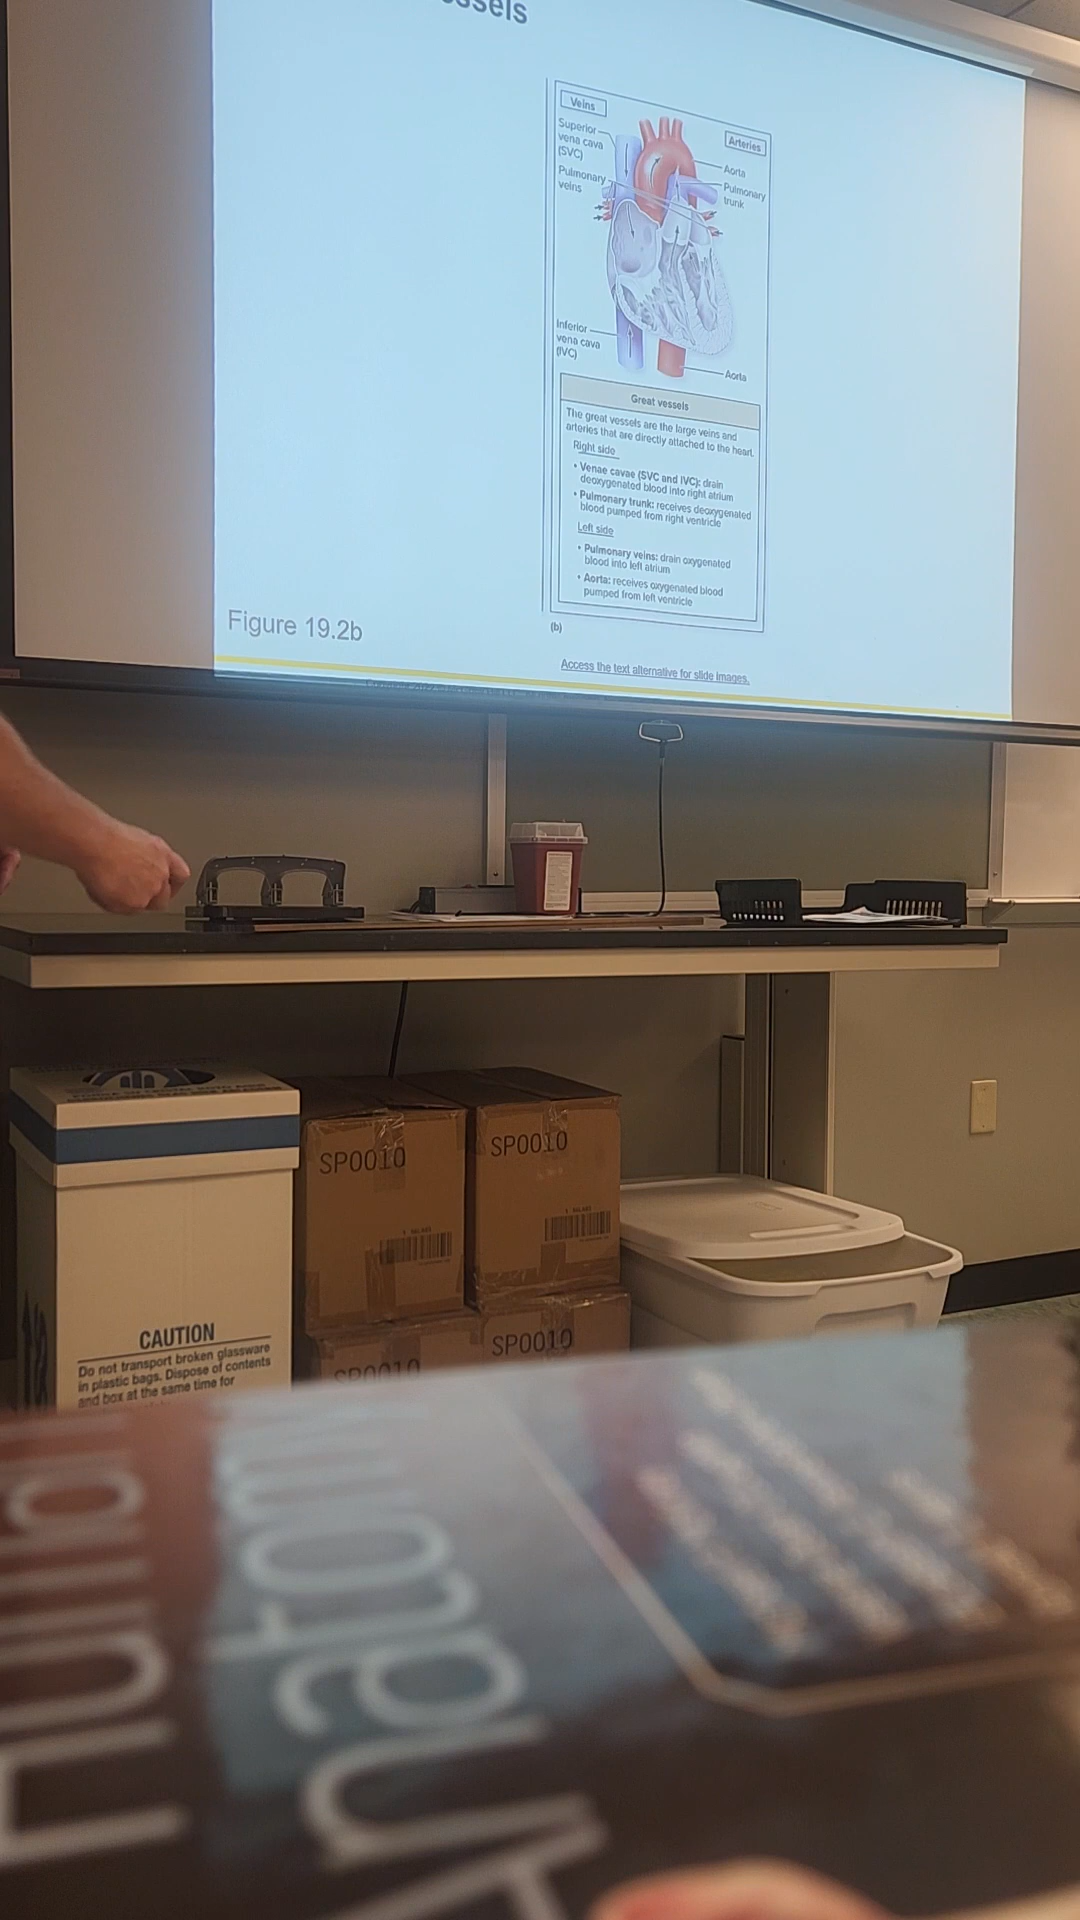 Veins
Superior
vena cava
(SVC)
Pulmonary
veins
Arteries
Aorta
Pulmonary
trunk
Inferior
vena cava
(IVC)
Aorta
Great vessels
The great vessels are the large veins and
arteries that are directly attached to the heart.
Right side
• Venae cavae (SVC and IVC): drain
deoxygenated blood into right atrium
• Pulmonary trunk: receives deoxygenated
blood pumped from right ventricle
Left side
• Pulmonary veins: drain oxygenated
blood into left atrium
• Aorta: receives oxygenated blood
pumped from left ventricle
(b)
Figure 19.2b
Access the text alternative for slide images.
SP0010
SP0010
SP0010
SP0010
CAUTION
Do not transport broken glassware
in plastic bags. Dispose of contents
and box at the same time for
Human
Anatomy